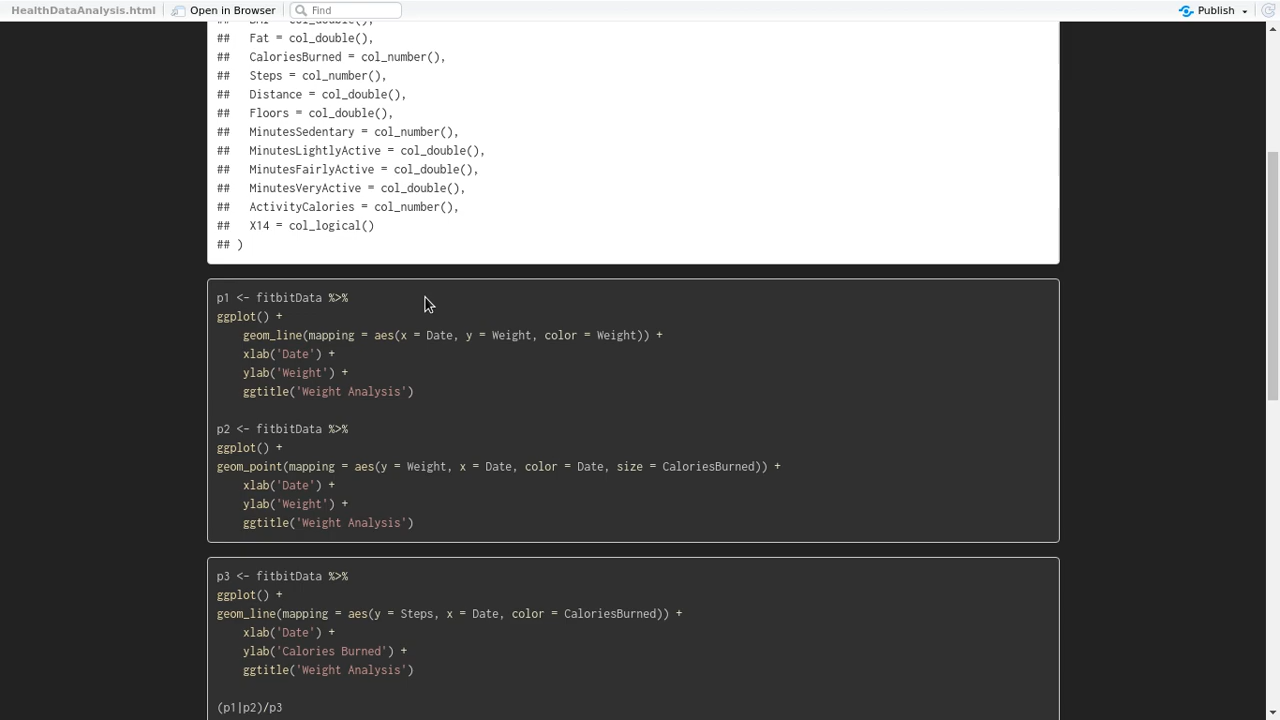 HealthDataAnalysis.html Open in Browser Find Publish
## BMI = col_double(),
## Fat = col_double(),
## CaloriesBurned = col_number(),
## Steps = col_number(),
## Distance = col_double(),
## Floors = col_double(),
## MinutesSedentary = col_number(),
## MinutesLightlyActive = col_double(),
## MinutesFairlyActive = col_double(),
## MinutesVeryActive = col_double(),
## ActivityCalories = col_number(),
## X14 = col_logical()
## )
p1 <- fitbitData %>%
ggplot() +
geom_line(mapping = aes(x = Date, y = Weight, color = Weight)) +
xlab('Date') +
ylab('Weight') +
ggtitle('Weight Analysis')
p2 <- fitbitData %>%
ggplot() +
geom_point(mapping = aes(y = Weight, x = Date, color = Date, size = CaloriesBurned)) +
xlab('Date') +
ylab('Weight') +
ggtitle('Weight Analysis')
p3 <- fitbitData %>%
ggplot() +
geom_line(mapping = aes(y = Steps, x = Date, color = CaloriesBurned)) +
xlab('Date') +
ylab('Calories Burned') +
ggtitle('Weight Analysis')
(p1|p2)/p3